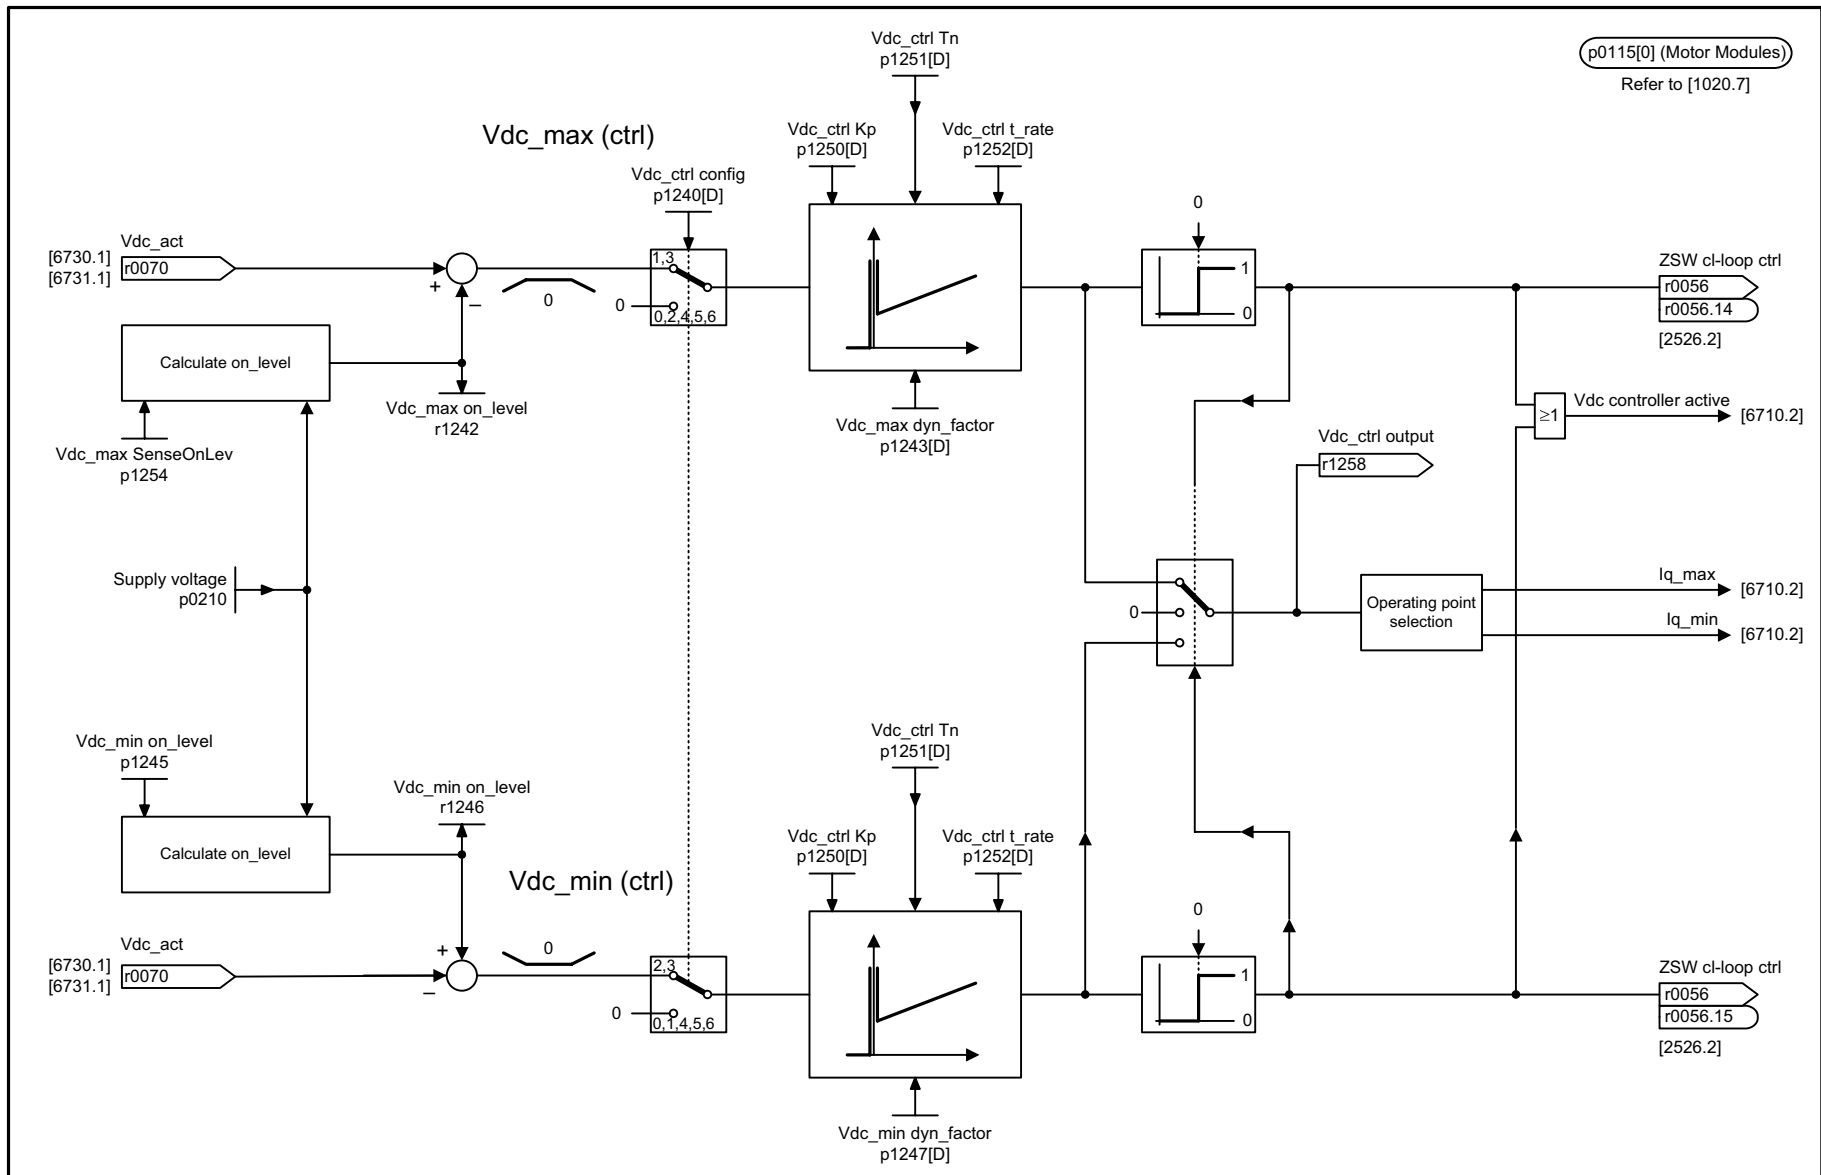 p0115[0] (Motor Modules)
Refer to [1020.7]
Vdc_max (ctrl)
Vdc_ctrl Tn
p1251[D]
Vdc_ctrl Kp
p1250[D]
Vdc_ctrl t_rate
p1252[D]
Vdc_ctrl config
p1240[D]
[6730.1]
[6731.1]
Vdc_act
r0070
+
–
0
1,3
0
0,2,4,5,6
0
1
0
ZSW cl-loop ctrl
r0056
r0056.14
[2526.2]
Calculate on_level
Vdc_max on_level
r1242
Vdc_max SenseOnLev
p1254
Vdc_max dyn_factor
p1243[D]
Vdc_ctrl output
r1258
≥1
Vdc controller active
[6710.2]
Supply voltage
p0210
0
Operating point
selection
Iq_max
[6710.2]
Iq_min
[6710.2]
Vdc_min on_level
p1245
Vdc_min on_level
r1246
Calculate on_level
Vdc_min (ctrl)
Vdc_ctrl Tn
p1251[D]
Vdc_ctrl Kp
p1250[D]
Vdc_ctrl t_rate
p1252[D]
[6730.1]
[6731.1]
Vdc_act
r0070
+
–
0
2,3
0
0,1,4,5,6
0
1
0
ZSW cl-loop ctrl
r0056
r0056.15
[2526.2]
Vdc_min dyn_factor
p1247[D]